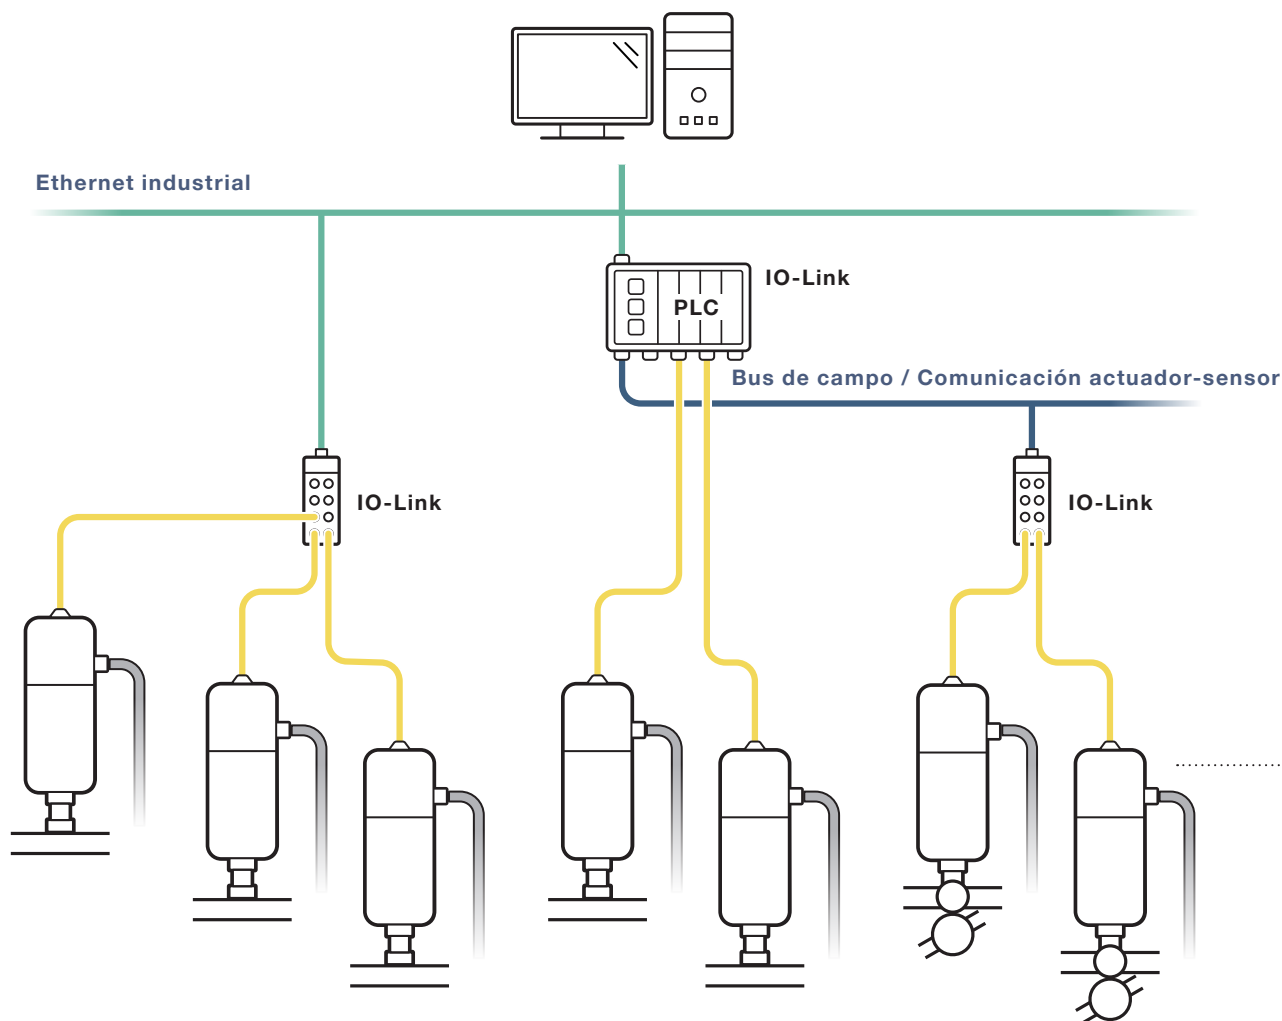 Ethernet industrial
IO-Link
PLC
Bus de campo / Comunicación actuador-sensor
IO-Link
IO-Link